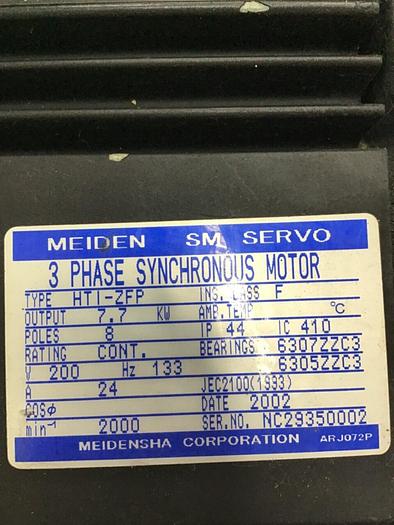 MEIDEN SM SERVO
3 PHASE SYNCHRONOUS MOTOR
TYPE HTI-ZFP INS. CLASS F
OUTPUT 7.7 KW AMB.TEMP °C
POLES 8 IP 44 IC 410
RATING CONT. BEARINGS 6307ZZC3
V 200 Hz 133 6305ZZC3
A 24 JEC2100(1993)
COSϕ DATE 2002
min⁻¹ 2000 SER.NO. NC29350002
MEIDENSHA CORPORATION ARJ072P